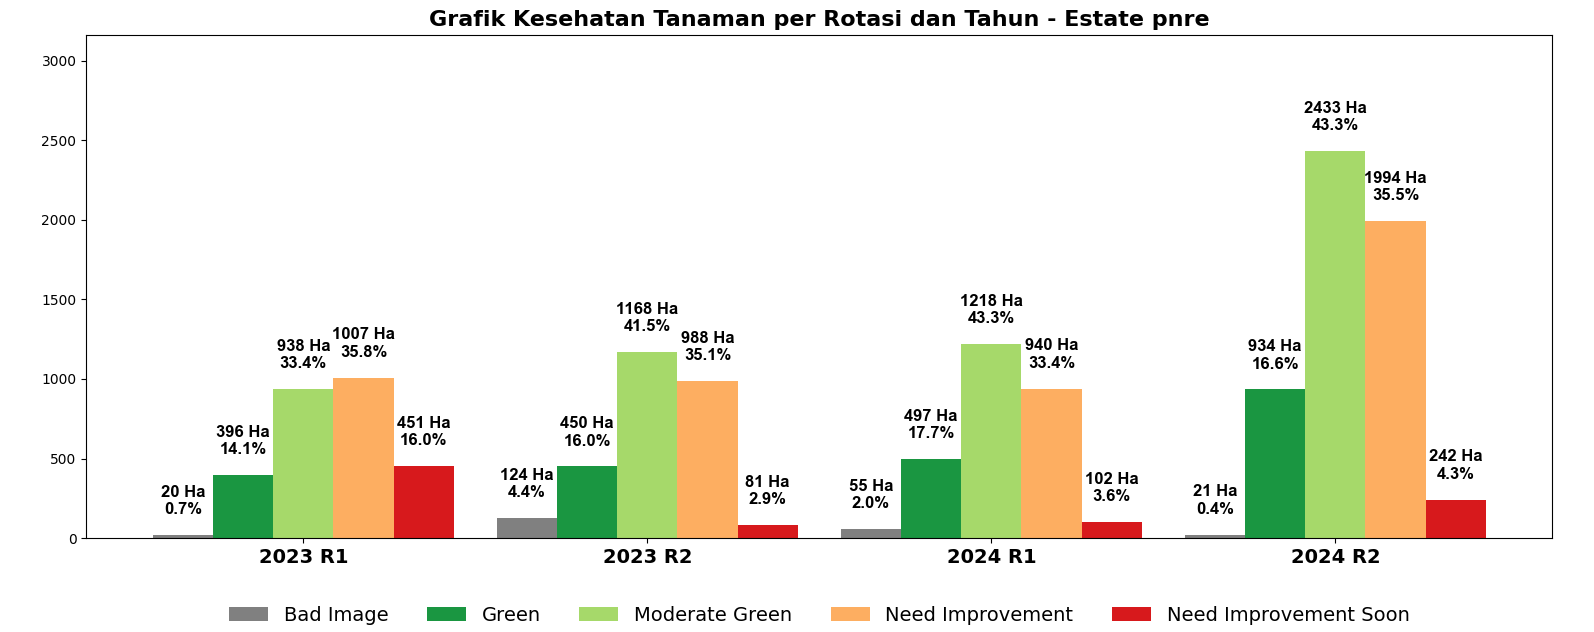 Grafik Kesehatan Tanaman per Rotasi dan Tahun - Estate pnre
3000
2500
2000
1500
1000
500
0
20 Ha
0.7%
396 Ha
14.1%
938 Ha
33.4%
1007 Ha
35.8%
451 Ha
16.0%
124 Ha
4.4%
450 Ha
16.0%
1168 Ha
41.5%
988 Ha
35.1%
81 Ha
2.9%
55 Ha
2.0%
497 Ha
17.7%
1218 Ha
43.3%
940 Ha
33.4%
102 Ha
3.6%
21 Ha
0.4%
934 Ha
16.6%
2433 Ha
43.3%
1994 Ha
35.5%
242 Ha
4.3%
2023 R1
2023 R2
2024 R1
2024 R2
Bad Image
Green
Moderate Green
Need Improvement
Need Improvement Soon